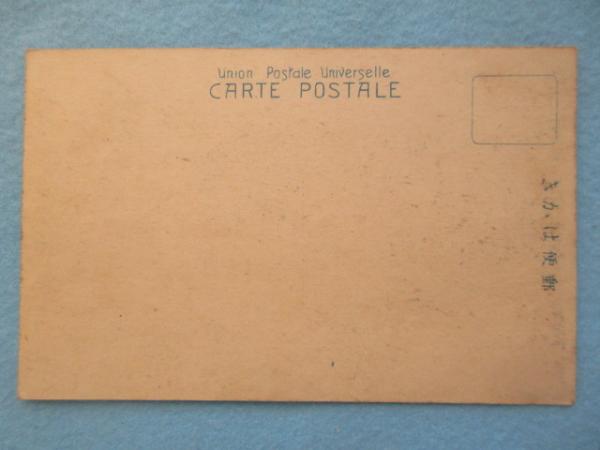 Union Postale Universelle
CARTE POSTALE
郵便はかき